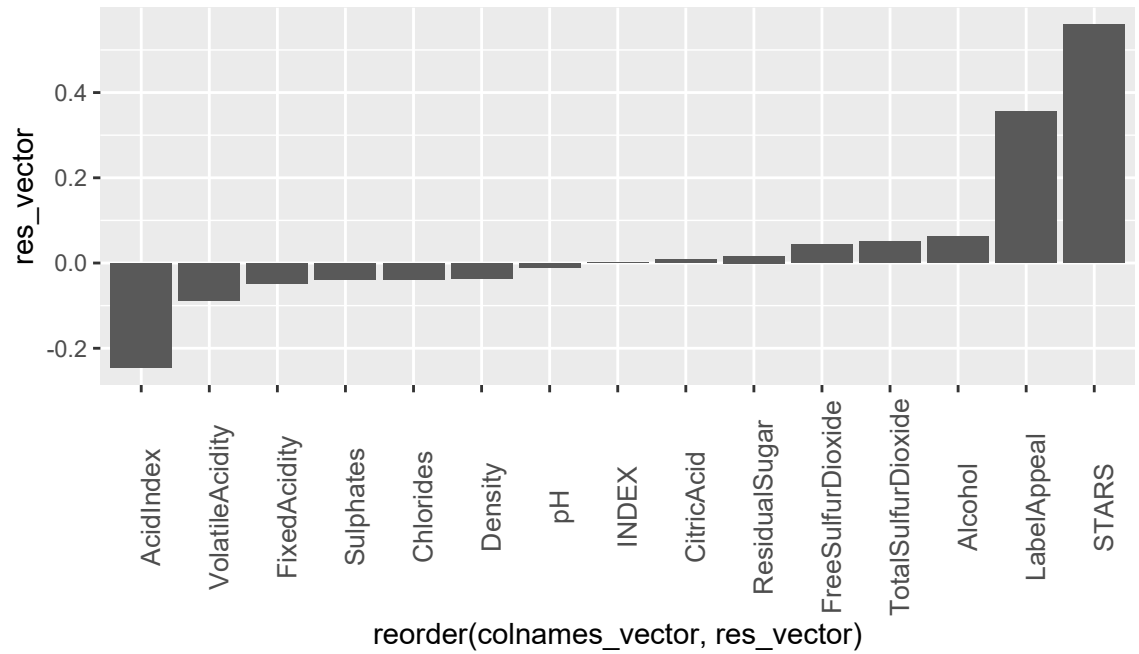 res_vector
0.4
0.2
0.0
-0.2
AcidIndex
VolatileAcidity
FixedAcidity
Sulphates
Chlorides
Density
pH
INDEX
CitricAcid
ResidualSugar
FreeSulfurDioxide
TotalSulfurDioxide
Alcohol
LabelAppeal
STARS
reorder(colnames_vector, res_vector)